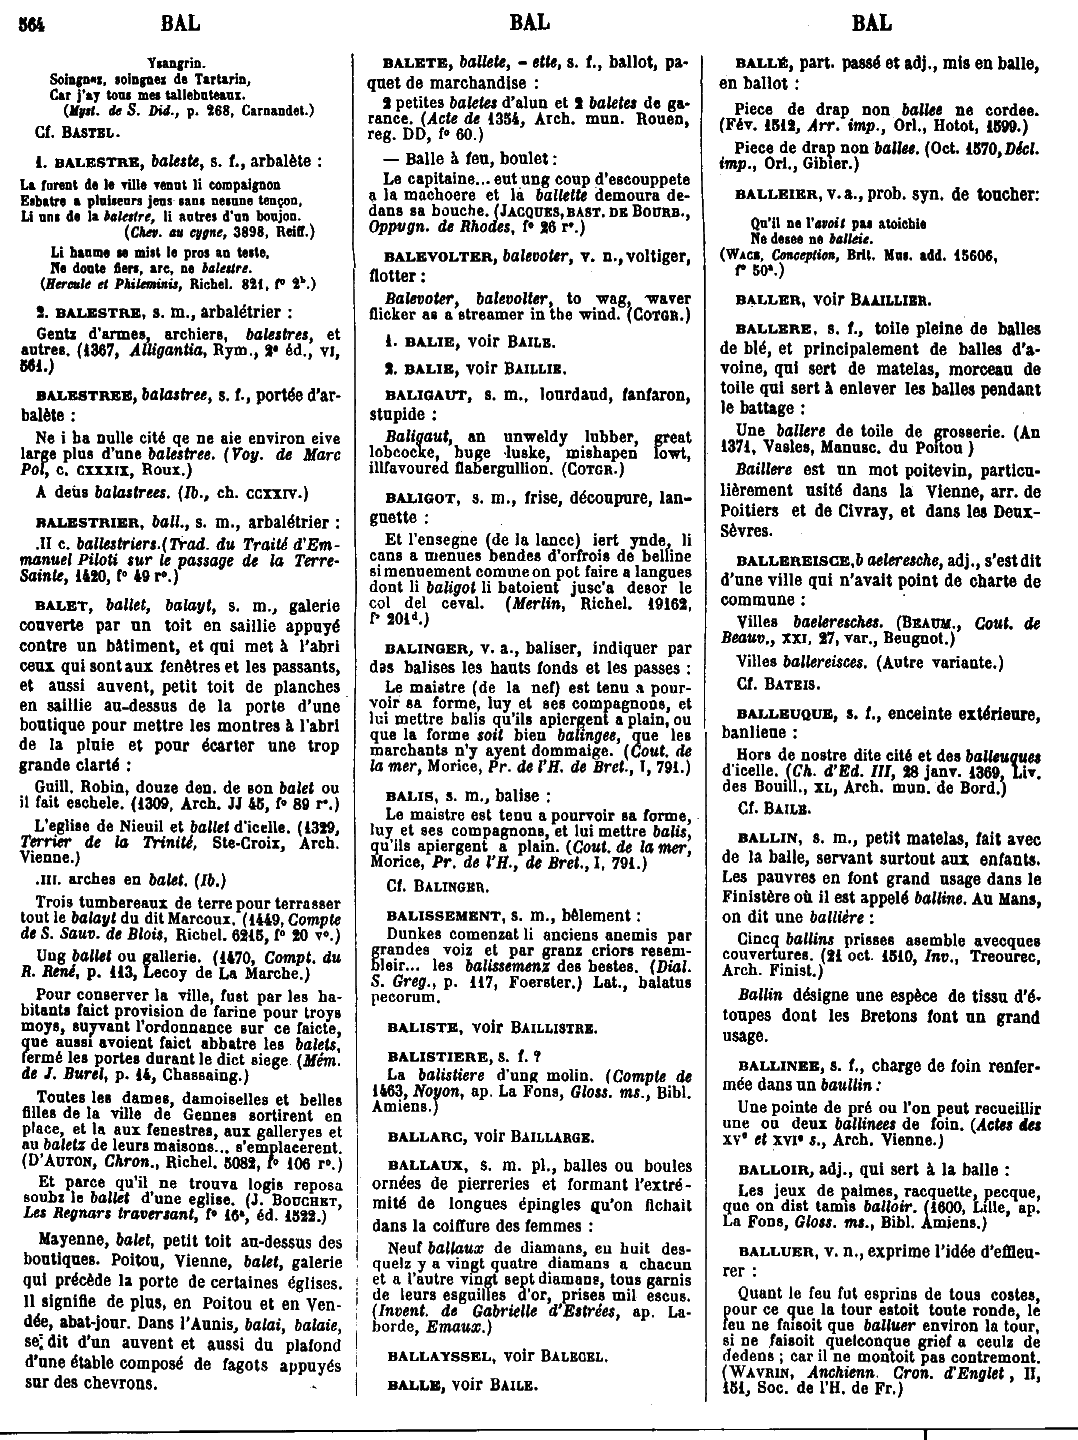 564 BAL BAL BAL
Ysangrin.
Soingnes, soingnez de Tartarin,
Car j'ay tous mes tallebuteaux.
(Myst. de S. Did., p. 268, Carnandet.)
Cf. BASTEL.
1. BALESTRE, baleste, s. f., arbalète :
La furent de le ville venut li compaignon
Esbatre a pluiseurs jens sans nesune tençon,
Li uns de la balestre, li autres d'un boujon.
(Chev. au cygne, 3898, Reiff.)
Li haume se mist le pros au teste,
Ne doute fiers, arc, ne balestre.
(Hercule et Phileminis, Richel. 821, f° 2ᵇ.)
2. BALESTRE, s. m., arbalétrier :
Gentz d'armes, archiers, balestres, et
autres. (1367, Alligantia, Rym., 2ᵉ éd., VI,
561.)
BALESTREE, balastree, s. f., portée d'ar-
balète :
Ne i ha nulle cité qe ne aie environ eive
large plus d'une balestree. (Voy. de Marc
Pol, c. CXXXIX, Roux.)
A deus balastrees. (Ib., ch. CCXXIV.)
BALESTRIER, ball., s. m., arbalétrier :
.II c. ballestriers. (Trad. du Traité d'Em-
manuel Piloti sur le passage de la Terre-
Sainte, 1420, f° 49 r°.)
BALET, ballet, balayt, s. m., galerie
couverte par un toit en saillie appuyé
contre un bâtiment, et qui met à l'abri
ceux qui sont aux fenêtres et les passants,
et aussi auvent, petit toit de planches
en saillie au-dessus de la porte d'une
boutique pour mettre les montres à l'abri
de la pluie et pour écarter une trop
grande clarté :
Guill. Robin, douze den. de son balet ou
il fait eschele. (1309, Arch. JJ 45, f° 89 r°.)
L'eglise de Nieuil et ballet d'icelle. (1329,
Terrier de la Trinité, Ste-Croix, Arch.
Vienne.)
.III. arches en balet. (Ib.)
Trois tumbereaux de terre pour terrasser
tout le balayt du dit Marcoux. (1449, Compte
de S. Sauv. de Blois, Richel. 6215, f° 20 v°.)
Ung ballet ou gallerie. (1470, Compt. du
R. René, p. 113, Lecoy de La Marche.)
Pour conserver la ville, fust par les ha-
bitants faict provision de farine pour troys
moys, suyvant l'ordonnance sur ce faicte,
que aussi avoient faict abbatre les balets,
fermé les portes durant le dict siege. (Mém.
de J. Burel, p. 14, Chassaing.)
Toutes les dames, damoiselles et belles
filles de la ville de Gennes sortirent en
place, et la aux fenestres, aux galleryes et
au baletz de leurs maisons... s'emplacerent.
(D'AUTON, Chron., Richel. 5082, f° 106 r°.)
Et parce qu'il ne trouva logis reposa
soubz le ballet d'une eglise. (J. BOUCHET,
Les Regnars traversant, f° 16ᵃ, éd. 1522.)
Mayenne, balet, petit toit au-dessus des
boutiques. Poitou, Vienne, balet, galerie
qui précède la porte de certaines églises.
Il signifie de plus, en Poitou et en Ven-
dée, abat-jour. Dans l'Aunis, balai, balaie,
se dit d'un auvent et aussi du plafond
d'une étable composé de fagots appuyés
sur des chevrons.
BALETE, ballete, - ette, s. f., ballot, pa-
quet de marchandise :
2 petites baletes d'alun et 2 baletes de ga-
rance. (Acte de 1354, Arch. mun. Rouen,
reg. DD, f° 60.)
— Balle à feu, boulet :
Le capitaine... eut ung coup d'escouppete
a la machoere et la ballette demoura de-
dans sa bouche. (JACQUES, BAST. DE BOURB.,
Oppvgn. de Rhodes, f° 26 r°.)
BALEVOLTER, balevoter, v. n., voltiger,
flotter :
Balevoter, balevolter, to wag, waver
flicker as a streamer in the wind. (COTGR.)
1. BALIE, voir BAILE.
2. BALIE, voir BAILLIE.
BALIGAUT, s. m., lourdaud, fanfaron,
stupide :
Baligaut, an unweldy lubber, great
lobcocke, huge luske, mishapen lowt,
illfavoured flabergullion. (COTGR.)
BALIGOT, s. m., frise, découpure, lan-
guette :
Et l'ensegne (de la lance) iert ynde, li
cans a menues bendes d'orfrois de belline
si menuement comme on pot faire a langues
dont li baligot li batoient jusc'a desor le
col del ceval. (Merlin, Richel. 19162,
f° 201ᵈ.)
BALINGER, v. a., baliser, indiquer par
des balises les hauts fonds et les passes :
Le maistre (de la nef) est tenu a pour-
voir sa forme, luy et ses compagnons, et
lui mettre balis qu'ils apiergent a plain, ou
que la forme soit bien balingee, que les
marchants n'y ayent dommaige. (Cout. de
la mer, Morice, Pr. de l'H. de Bret., I, 791.)
BALIS, s. m., balise :
Le maistre est tenu a pourvoir sa forme,
luy et ses compagnons, et lui mettre balis,
qu'ils apiergent a plain. (Cout. de la mer,
Morice, Pr. de l'H., de Bret., I, 791.)
Cf. BALINGER.
BALISSEMENT, s. m., bêlement :
Dunkes comenzat li anciens anemis par
grandes voiz et par granz criors resem-
bleir... les balissemenz des bestes. (Dial.
S. Greg., p. 117, Foerster.) Lat., balatus
pecorum.
BALISTE, voir BAILLISTRE.
BALISTIERE, s. f. ?
La balistiere d'ung molin. (Compte de
1463, Noyon, ap. La Fons, Gloss. ms., Bibl.
Amiens.)
BALLARC, voir BAILLARGE.
BALLAUX, s. m. pl., balles ou boules
ornées de pierreries et formant l'extré-
mité de longues épingles qu'on fichait
dans la coiffure des femmes :
Neuf ballaux de diamans, en huit des-
quelz y a vingt quatre diamans a chacun
et a l'autre vingt sept diamans, tous garnis
de leurs esguilles d'or, prises mil escus.
(Invent. de Gabrielle d'Estrées, ap. La-
borde, Emaux.)
BALLAYSSEL, voir BALECEL.
BALLE, voir BAILE.
BALLÉ, part. passé et adj., mis en balle,
en ballot :
Piece de drap non ballee ne cordee.
(Fév. 1512, Arr. imp., Orl., Hotot, 1599.)
Piece de drap non ballee. (Oct. 1570, Décl.
imp., Orl., Gibier.)
BALLEIER, v. a., prob. syn. de toucher:
Qu'il ne l'avoit pas atoichie
Ne desee ne balleie.
(WACE, Conception, Brit. Mus. add. 15606,
f° 50ᵃ.)
BALLER, voir BAAILLIER.
BALLERE, s. f., toile pleine de balles
de blé, et principalement de balles d'a-
voine, qui sert de matelas, morceau de
toile qui sert à enlever les balles pendant
le battage :
Une ballere de toile de grosserie. (An
1371, Vasles, Manusc. du Poitou )
Baillere est un mot poitevin, particu-
lièrement usité dans la Vienne, arr. de
Poitiers et de Civray, et dans les Deux-
Sèvres.
BALLEREISCE, baeleresche, adj., s'est dit
d'une ville qui n'avait point de charte de
commune :
Villes baeleresches. (BEAUM., Cout. de
Beauv., XXI, 27, var., Beugnot.)
Villes ballereisces. (Autre variante.)
Cf. BATEIS.
BALLEUQUE, s. f., enceinte extérieure,
banlieue :
Hors de nostre dite cité et des balleuques
d'icelle. (Ch. d'Ed. III, 28 janv. 1369, Liv.
des Bouill., XL, Arch. mun. de Bord.)
Cf. BAILE.
BALLIN, s. m., petit matelas, fait avec
de la balle, servant surtout aux enfants.
Les pauvres en font grand usage dans le
Finistère où il est appelé balline. Au Mans,
on dit une ballière :
Cincq ballins prisses asemble avecques
couvertures. (21 oct. 1510, Inv., Treourec,
Arch. Finist.)
Ballin désigne une espèce de tissu d'é-
toupes dont les Bretons font un grand
usage.
BALLINEE, s. f., charge de foin renfer-
mée dans un baullin :
Une pointe de pré ou l'on peut recueillir
une ou deux ballinees de foin. (Actes des
XVᵉ et XVIᵉ s., Arch. Vienne.)
BALLOIR, adj., qui sert à la balle :
Les jeux de palmes, racquette, pecque,
que on dist tamis balloir. (1600, Lille, ap.
La Fons, Gloss. ms., Bibl. Amiens.)
BALLUER, v. n., exprime l'idée d'effleu-
rer :
Quant le feu fut esprins de tous costes,
pour ce que la tour estoit toute ronde, le
feu ne faisoit que balluer environ la tour,
si ne faisoit quelconque grief a ceulz de
dedens ; car il ne montoit pas contremont.
(WAVRIN, Anchienn. Cron. d'Englet, II,
151, Soc. de l'H. de Fr.)